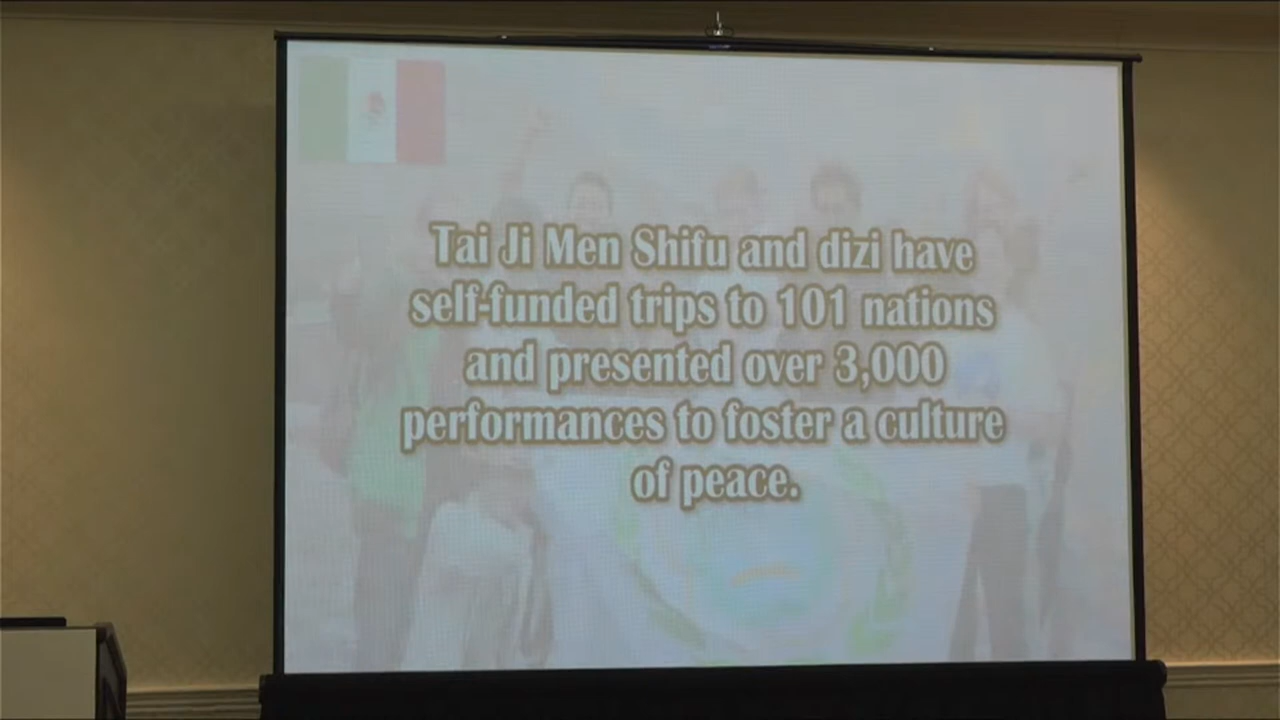 Tai Ji Men Shifu and dizi have
self-funded trips to 101 nations
and presented over 3,000
performances to foster a culture
of peace.